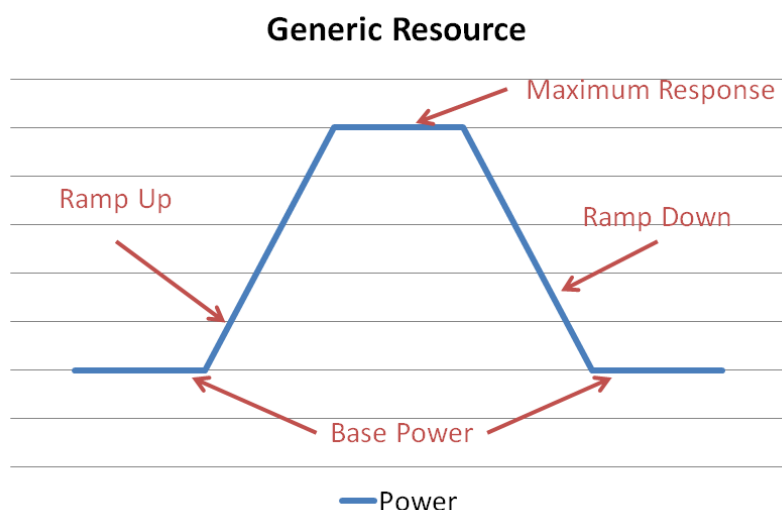 Generic Resource
Maximum Response
Ramp Up
Ramp Down
Base Power
Power